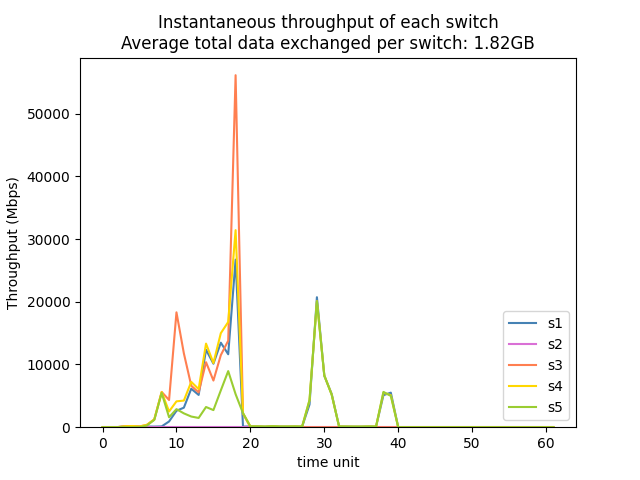 Instantaneous throughput of each switch
Average total data exchanged per switch: 1.82GB
Throughput (Mbps)
50000
40000
30000
20000
10000
0
0 10 20 30 40 50 60
time unit
s1
s2
s3
s4
s5